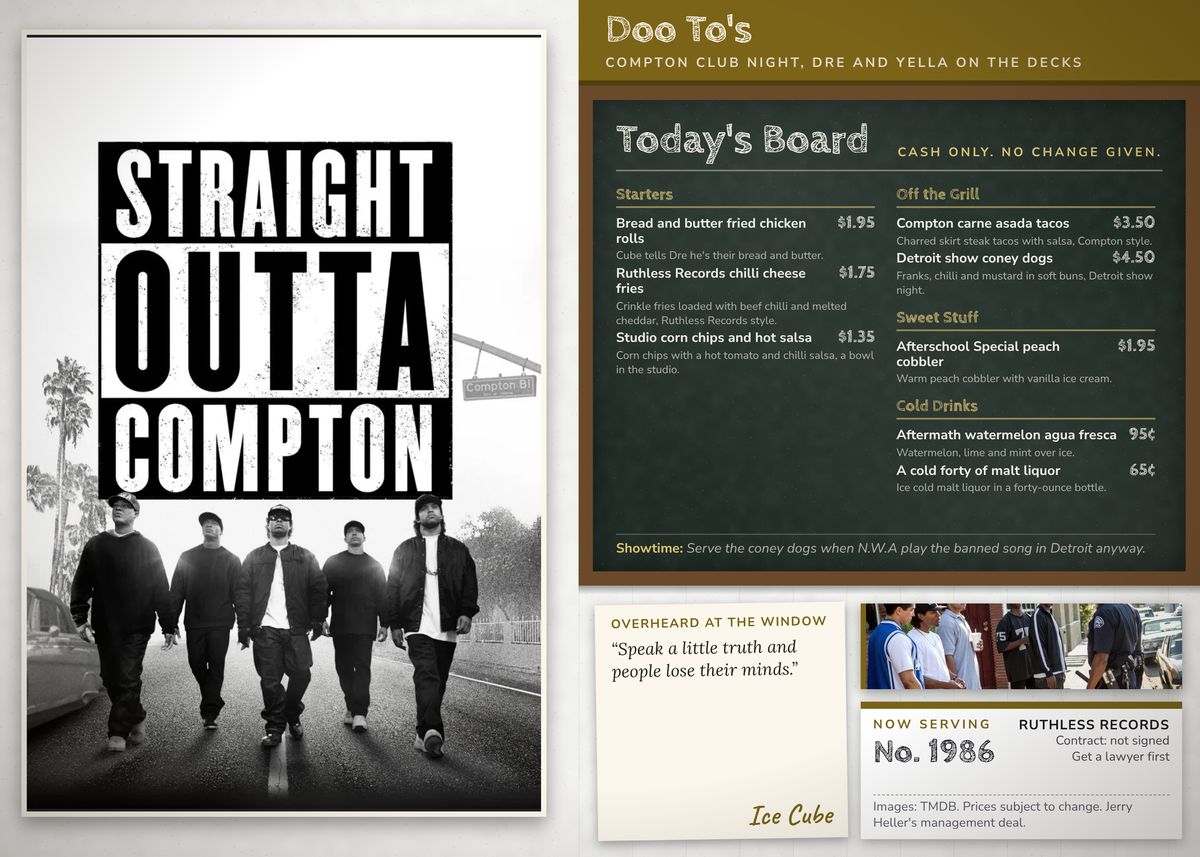 STRAIGHT
OUTTA
COMPTON
Compton Bl
Doo To's
COMPTON CLUB NIGHT, DRE AND YELLA ON THE DECKS
Today's Board
CASH ONLY. NO CHANGE GIVEN.
Starters
Bread and butter fried chicken $1.95
rolls
Cube tells Dre he's their bread and butter.
Ruthless Records chilli cheese $1.75
fries
Crinkle fries loaded with beef chilli and melted
cheddar, Ruthless Records style.
Studio corn chips and hot salsa $1.35
Corn chips with a hot tomato and chilli salsa, a bowl
in the studio.
Off the Grill
Compton carne asada tacos $3.50
Charred skirt steak tacos with salsa, Compton style.
Detroit show coney dogs $4.50
Franks, chilli and mustard in soft buns, Detroit show
night.
Sweet Stuff
Afterschool Special peach $1.95
cobbler
Warm peach cobbler with vanilla ice cream.
Cold Drinks
Aftermath watermelon agua fresca 95¢
Watermelon, lime and mint over ice.
A cold forty of malt liquor 65¢
Ice cold malt liquor in a forty-ounce bottle.
Showtime: Serve the coney dogs when N.W.A play the banned song in Detroit anyway.
OVERHEARD AT THE WINDOW
“Speak a little truth and
people lose their minds.”
Ice Cube
NOW SERVING
No. 1986
RUTHLESS RECORDS
Contract: not signed
Get a lawyer first
Images: TMDB. Prices subject to change. Jerry
Heller's management deal.